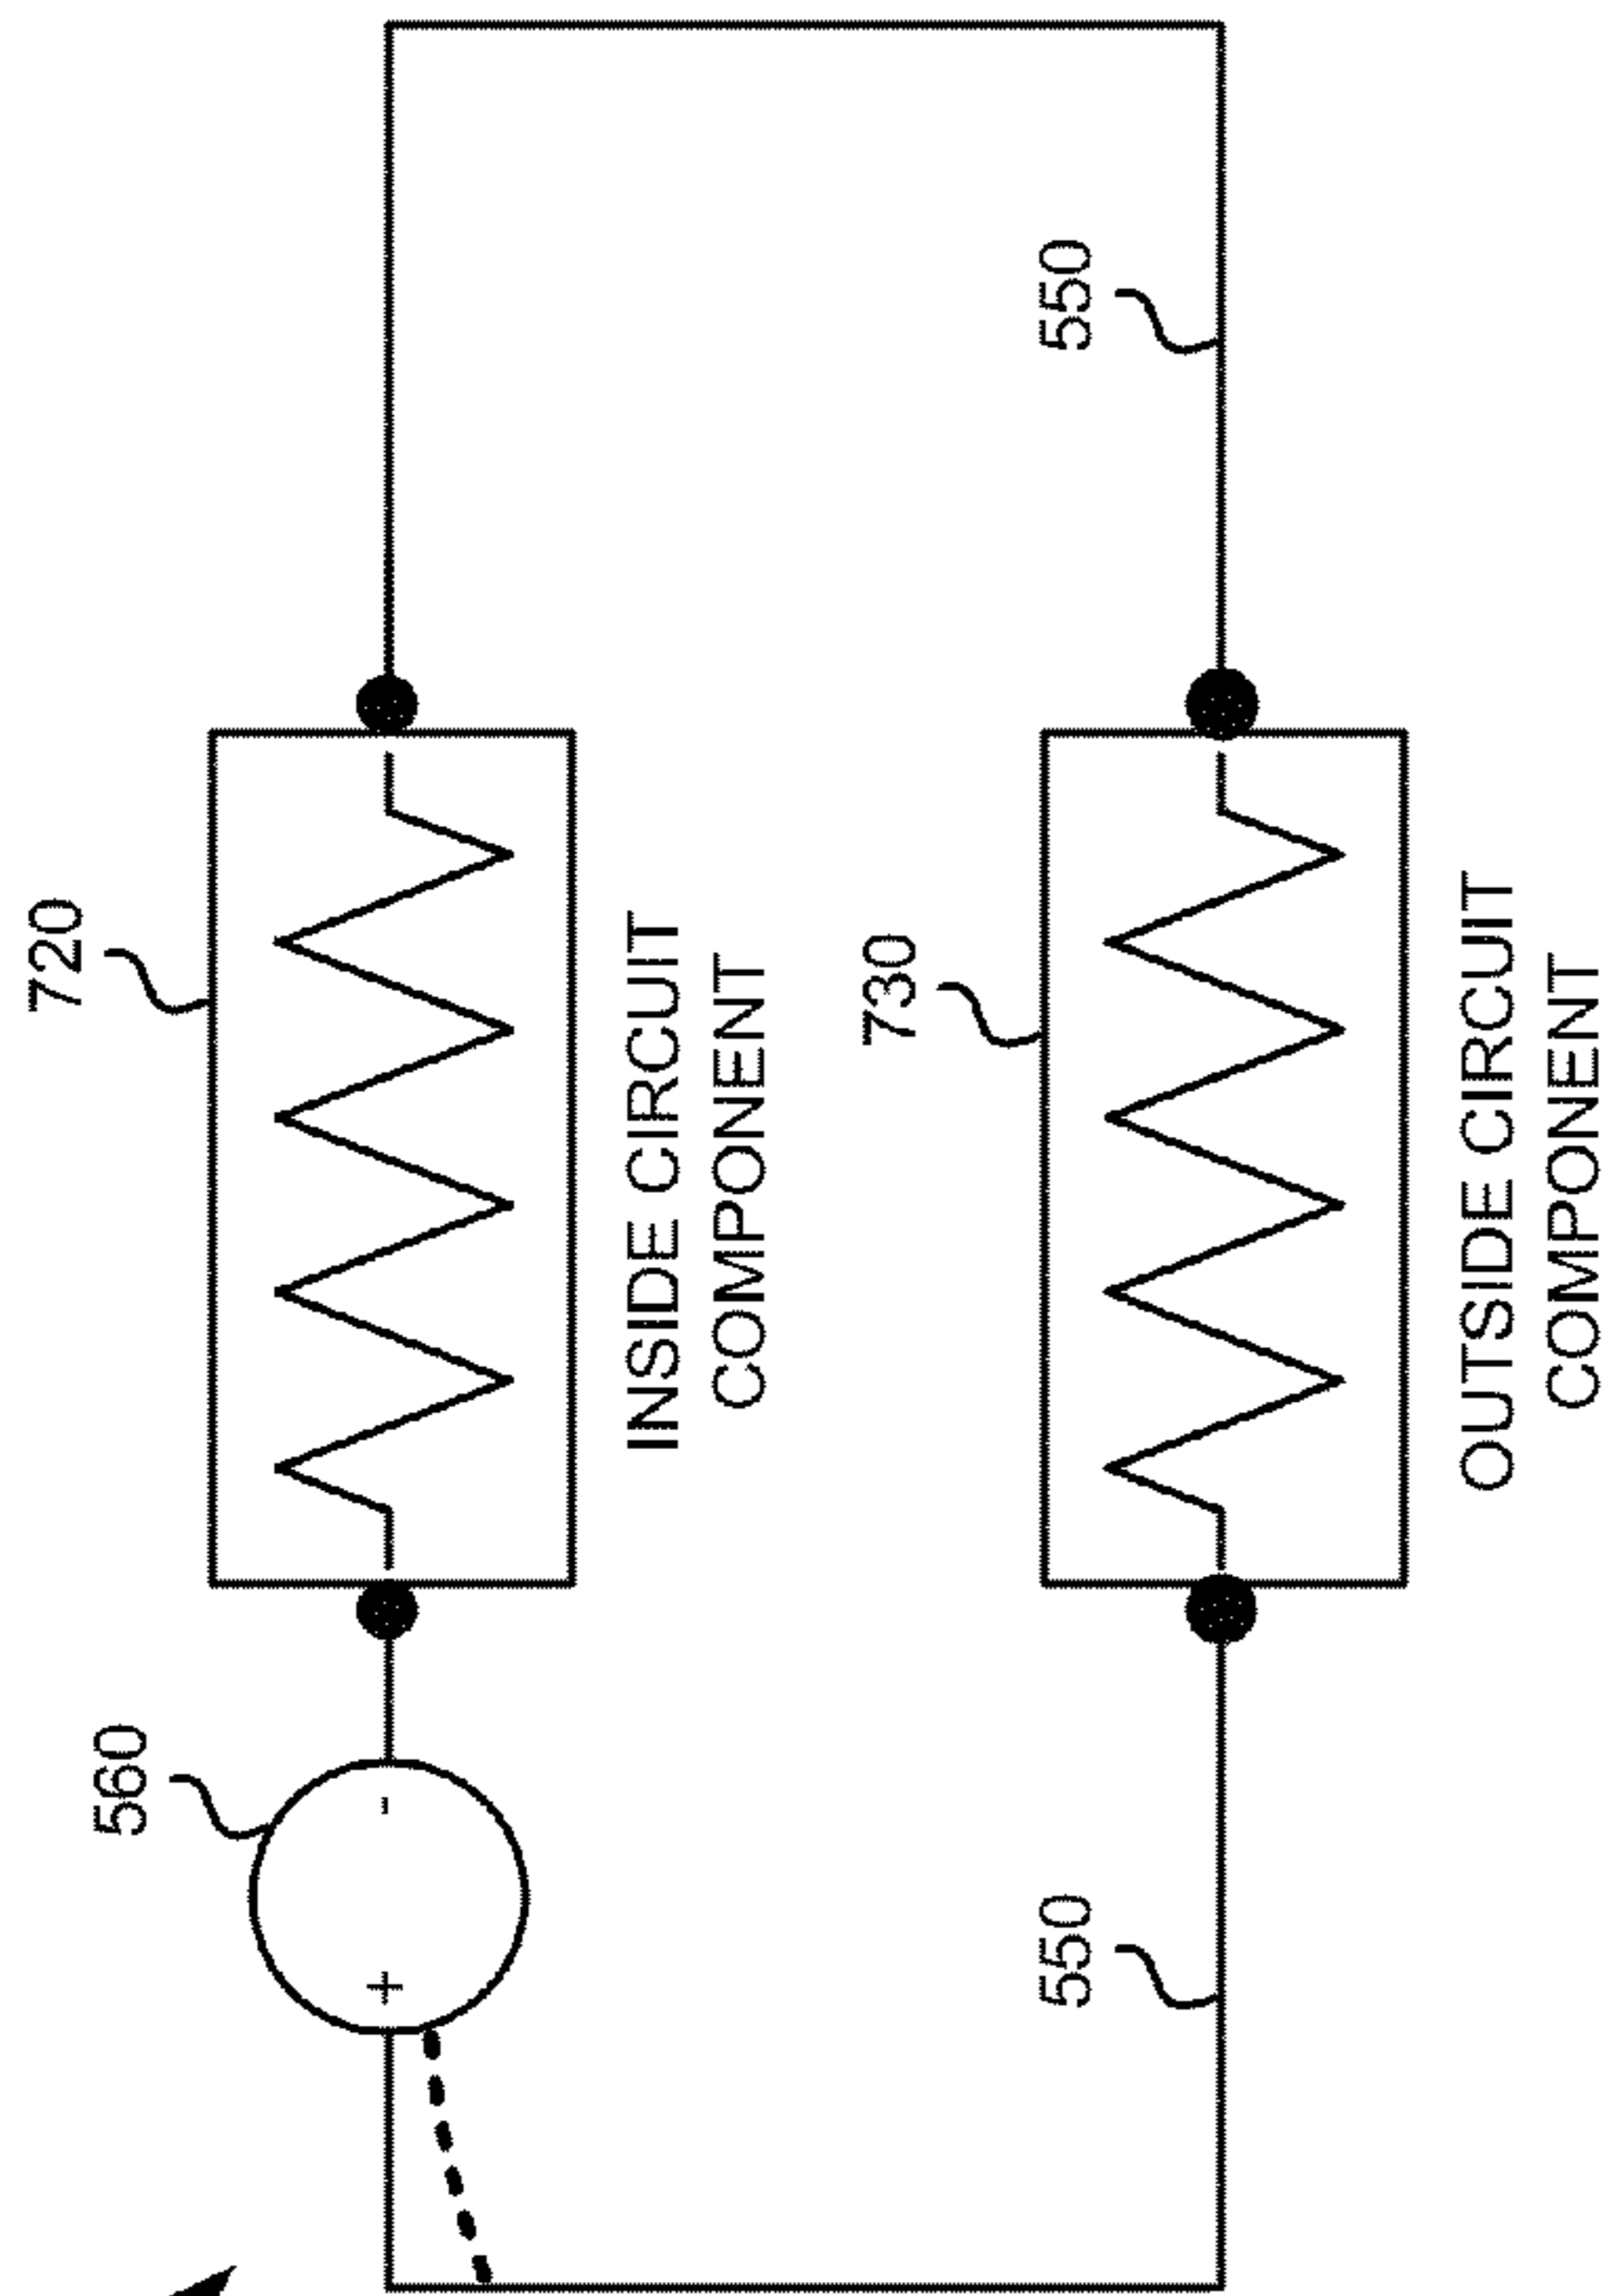 720
INSIDE CIRCUIT
COMPONENT
560
+
-
730
OUTSIDE CIRCUIT
COMPONENT
550
550